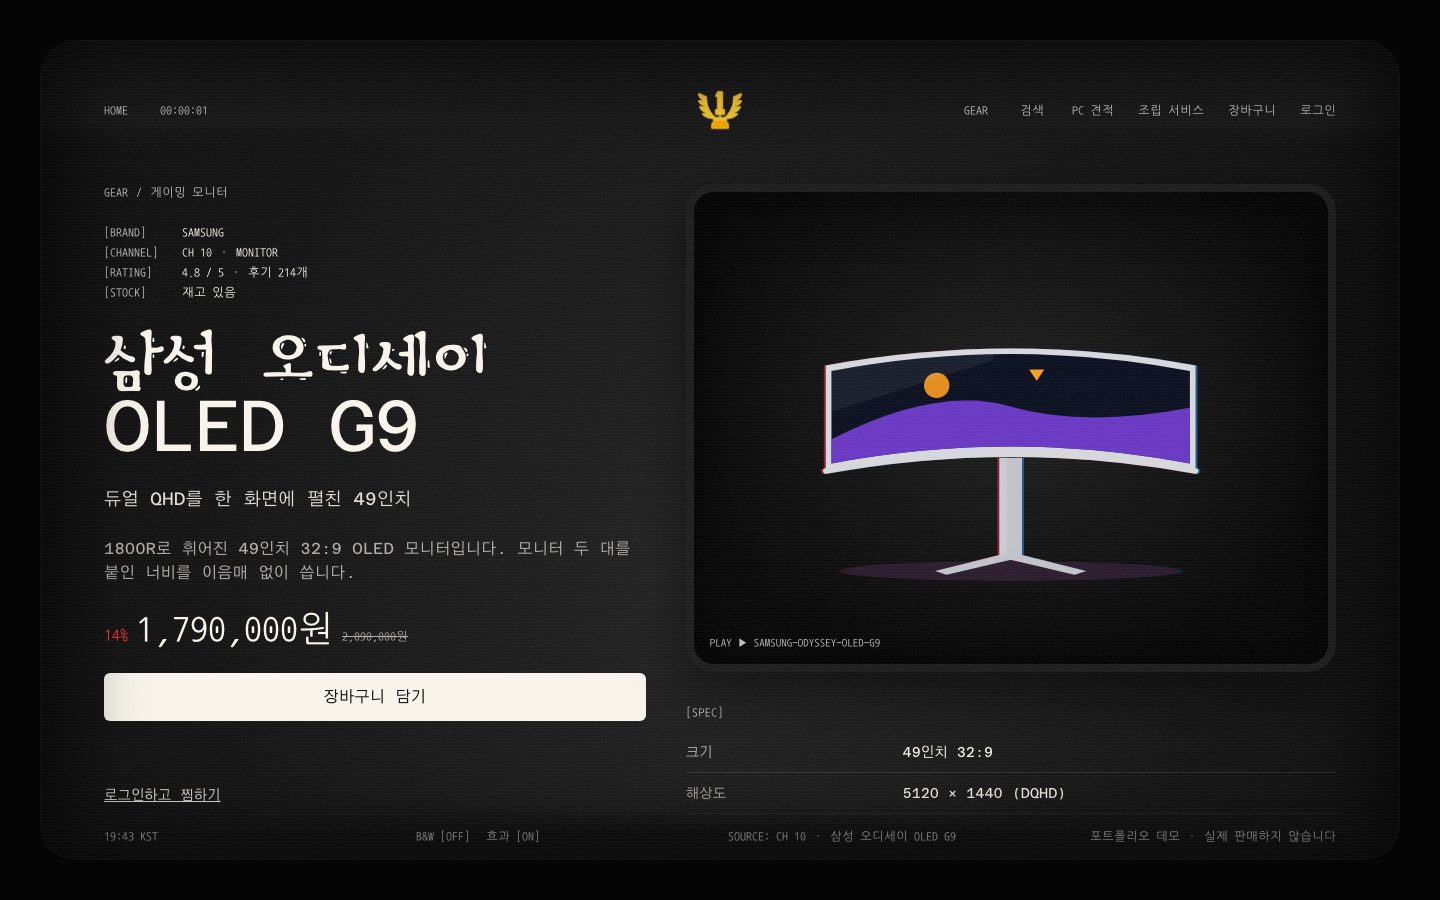 HOME 00:00:01 GEAR 검색 PC 견적 조립 서비스 장바구니 로그인
GEAR / 게이밍 모니터
[BRAND] SAMSUNG
[CHANNEL] CH 10 · MONITOR
[RATING] 4.8 / 5 · 후기 214개
[STOCK] 재고 있음
삼성 오디세이
OLED G9
듀얼 QHD를 한 화면에 펼친 49인치
1800R로 휘어진 49인치 32:9 OLED 모니터입니다. 모니터 두 대를
붙인 너비를 이음매 없이 씁니다.
14% 1,790,000원 2,090,000원
장바구니 담기
로그인하고 찜하기
PLAY ▶ SAMSUNG-ODYSSEY-OLED-G9
[SPEC]
크기 49인치 32:9
해상도 5120 × 1440 (DQHD)
19:43 KST B&W [OFF] 효과 [ON] SOURCE: CH 10 · 삼성 오디세이 OLED G9 포트폴리오 데모 · 실제 판매하지 않습니다